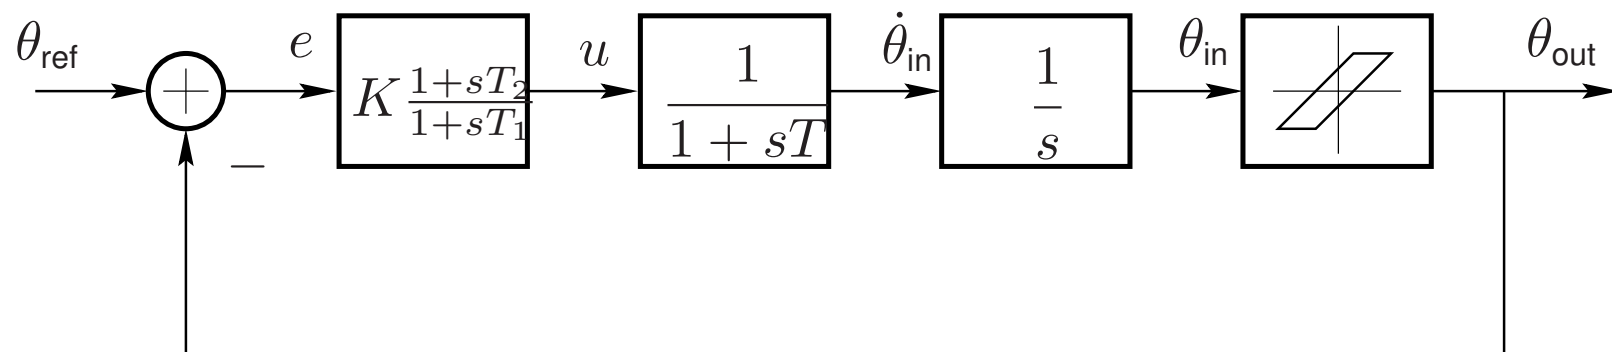 θref
+
−
e
K 1+sT2
1+sT1
u
1
1 + sT
θ̇in
1
s
θin
θout